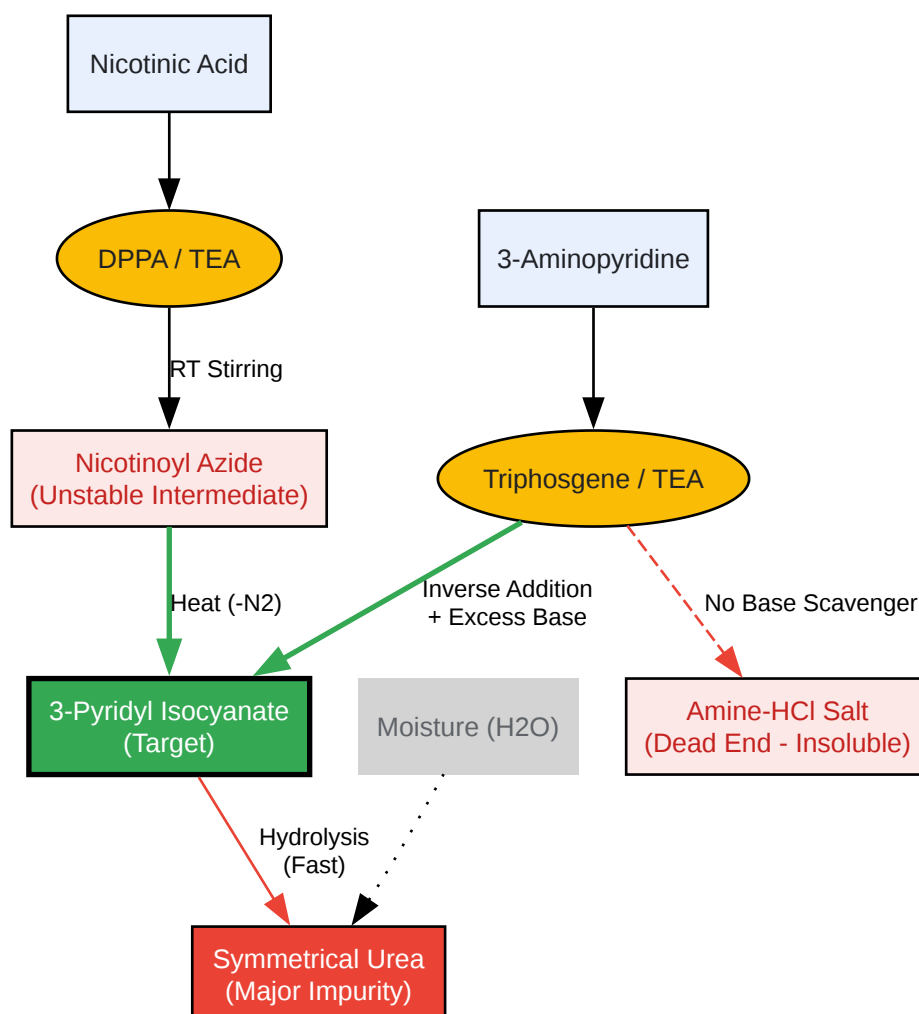 Nicotinic Acid
DPPA / TEA
3-Aminopyridine
RT Stirring
Nicotinoyl Azide
(Unstable Intermediate)
Triphosgene / TEA
Heat (-N2)
Inverse Addition
+ Excess Base
No Base Scavenger
3-Pyridyl Isocyanate
(Target)
Moisture (H2O)
Amine-HCl Salt
(Dead End - Insoluble)
Hydrolysis
(Fast)
Symmetrical Urea
(Major Impurity)